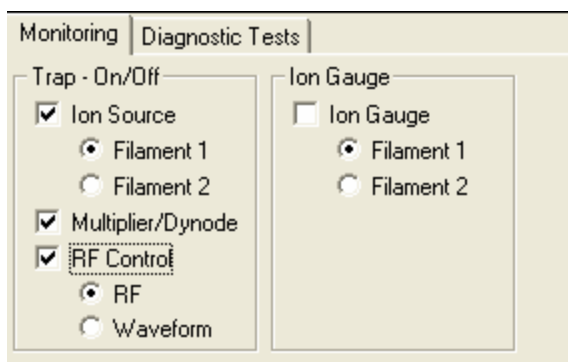 Monitoring
Diagnostic Tests
Trap - On/Off
Ion Source
Filament 1
Filament 2
Multiplier/Dynode
RF Control
RF
Waveform
Ion Gauge
Ion Gauge
Filament 1
Filament 2